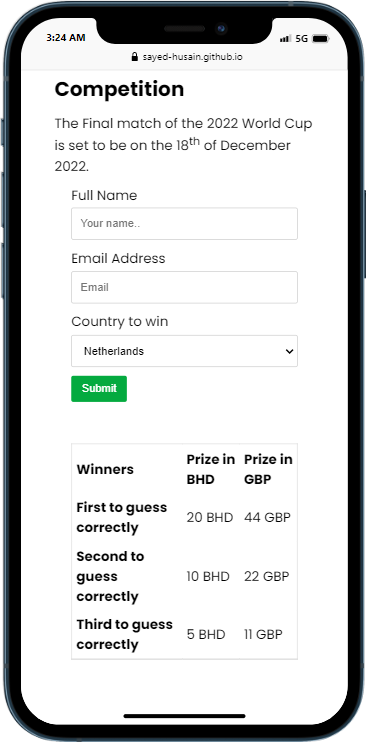 3:24 AM 5G
sayed-husain.github.io
Competition
The Final match of the 2022 World Cup
is set to be on the 18th of December
2022.
Full Name
Your name..
Email Address
Email
Country to win
Netherlands
Submit
Winners Prize in BHD Prize in GBP
First to guess correctly 20 BHD 44 GBP
Second to guess correctly 10 BHD 22 GBP
Third to guess correctly 5 BHD 11 GBP